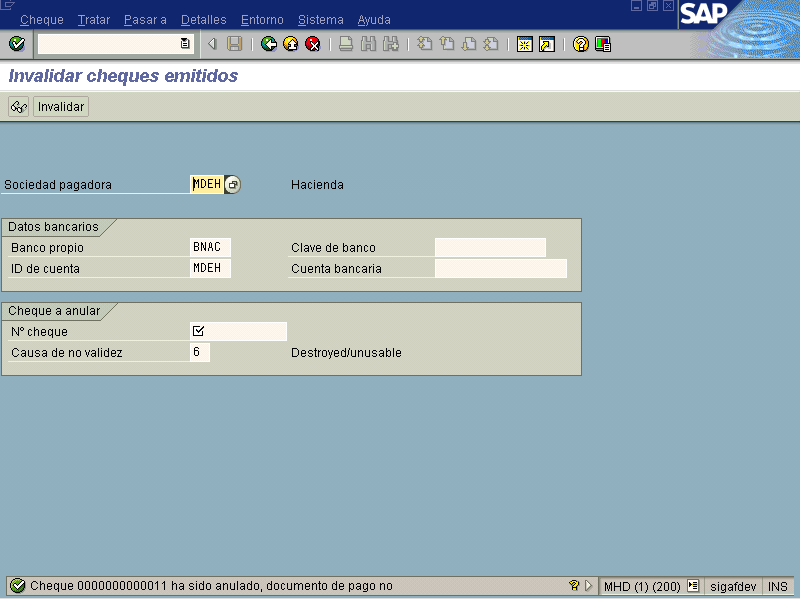 Cheque Tratar Pasar a Detalles Entorno Sistema Ayuda
SAP
Invalidar cheques emitidos
Invalidar
Sociedad pagadora MDEH Hacienda
Datos bancarios
Banco propio BNAC Clave de banco
ID de cuenta MDEH Cuenta bancaria
Cheque a anular
Nº cheque
Causa de no validez 6 Destroyed/unusable
Cheque 0000000000011 ha sido anulado, documento de pago no MHD (1) (200) sigafdev INS